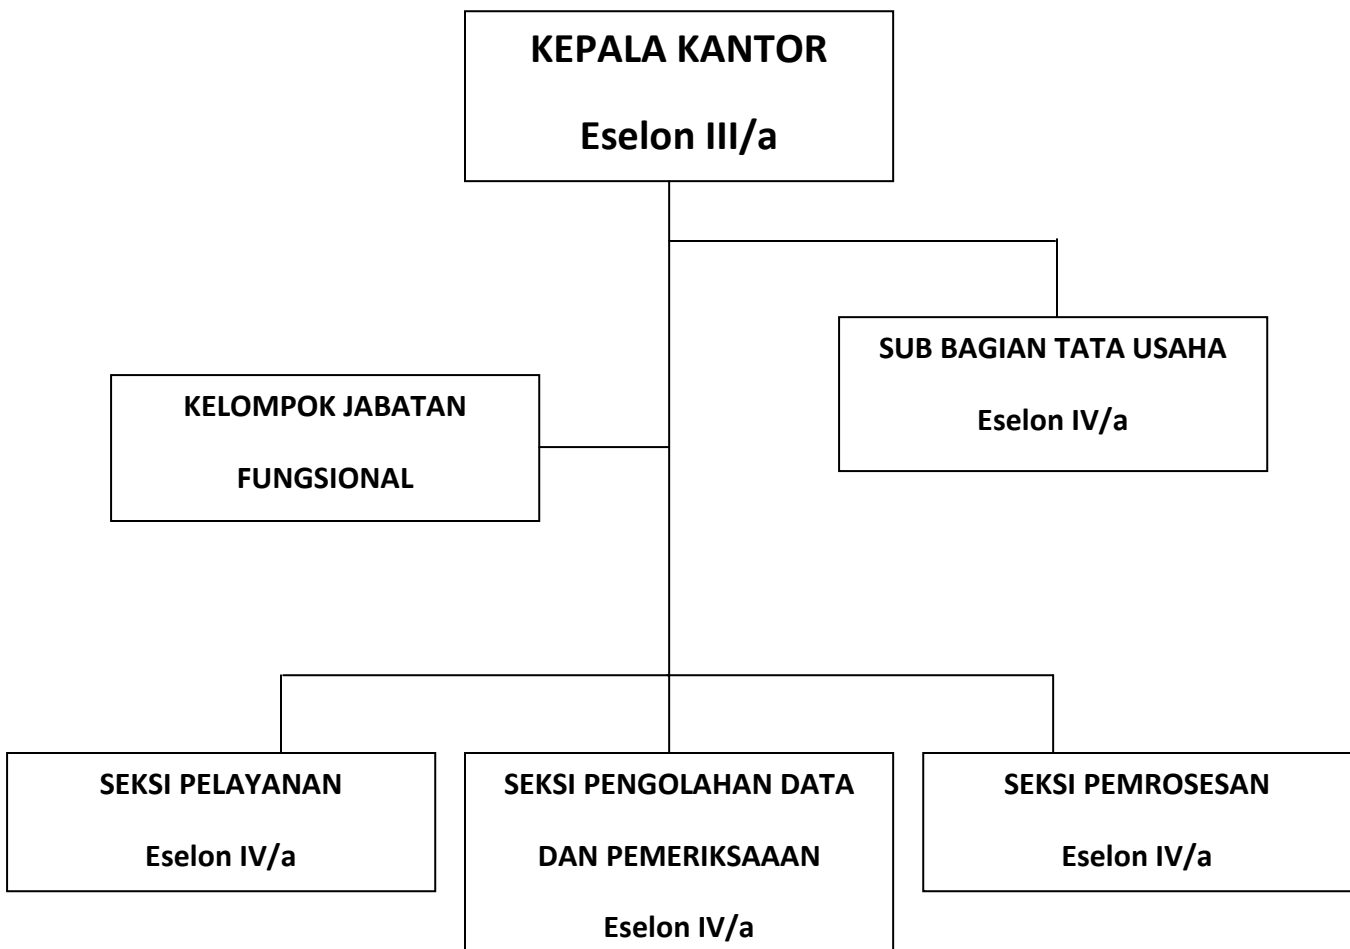 KEPALA KANTOR
Eselon III/a
SUB BAGIAN TATA USAHA
Eselon IV/a
KELOMPOK JABATAN
FUNGSIONAL
SEKSI PELAYANAN
Eselon IV/a
SEKSI PENGOLAHAN DATA
DAN PEMERIKSAAAN
Eselon IV/a
SEKSI PEMROSESAN
Eselon IV/a